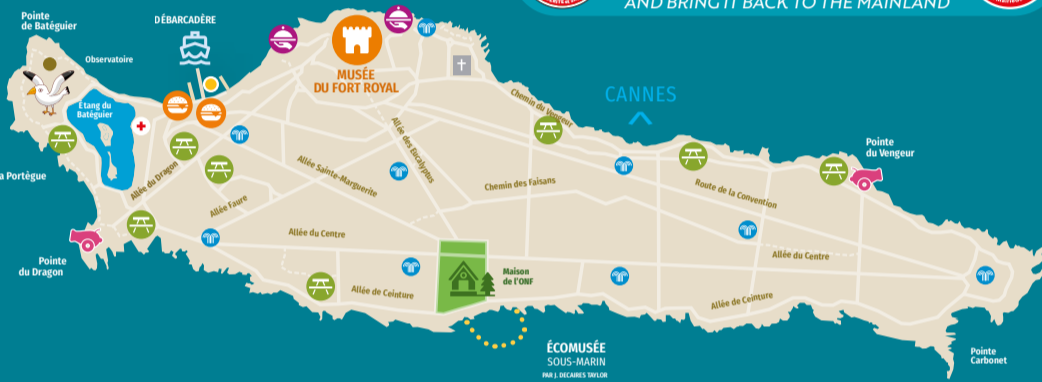 AND BRING IT BACK TO THE MAINLAND
Pointe
de Batéguier
DÉBARCADÈRE
Observatoire
MUSÉE
DU FORT ROYAL
Étang du
Batéguier
CANNES
Chemin du Vengeur
Allée des Eucalyptus
Pointe
du Vengeur
a Portègue
Allée du Dragon
Allée Sainte-Marguerite
Chemin des Faisans
Route de la Convention
Allée Faure
Allée du Centre
Allée du Centre
Pointe
du Dragon
Maison
de l'ONF
Allée de Ceinture
Allée de Ceinture
ÉCOMUSÉE
SOUS-MARIN
PAR J. DECAIRES TAYLOR
Pointe
Carbonet